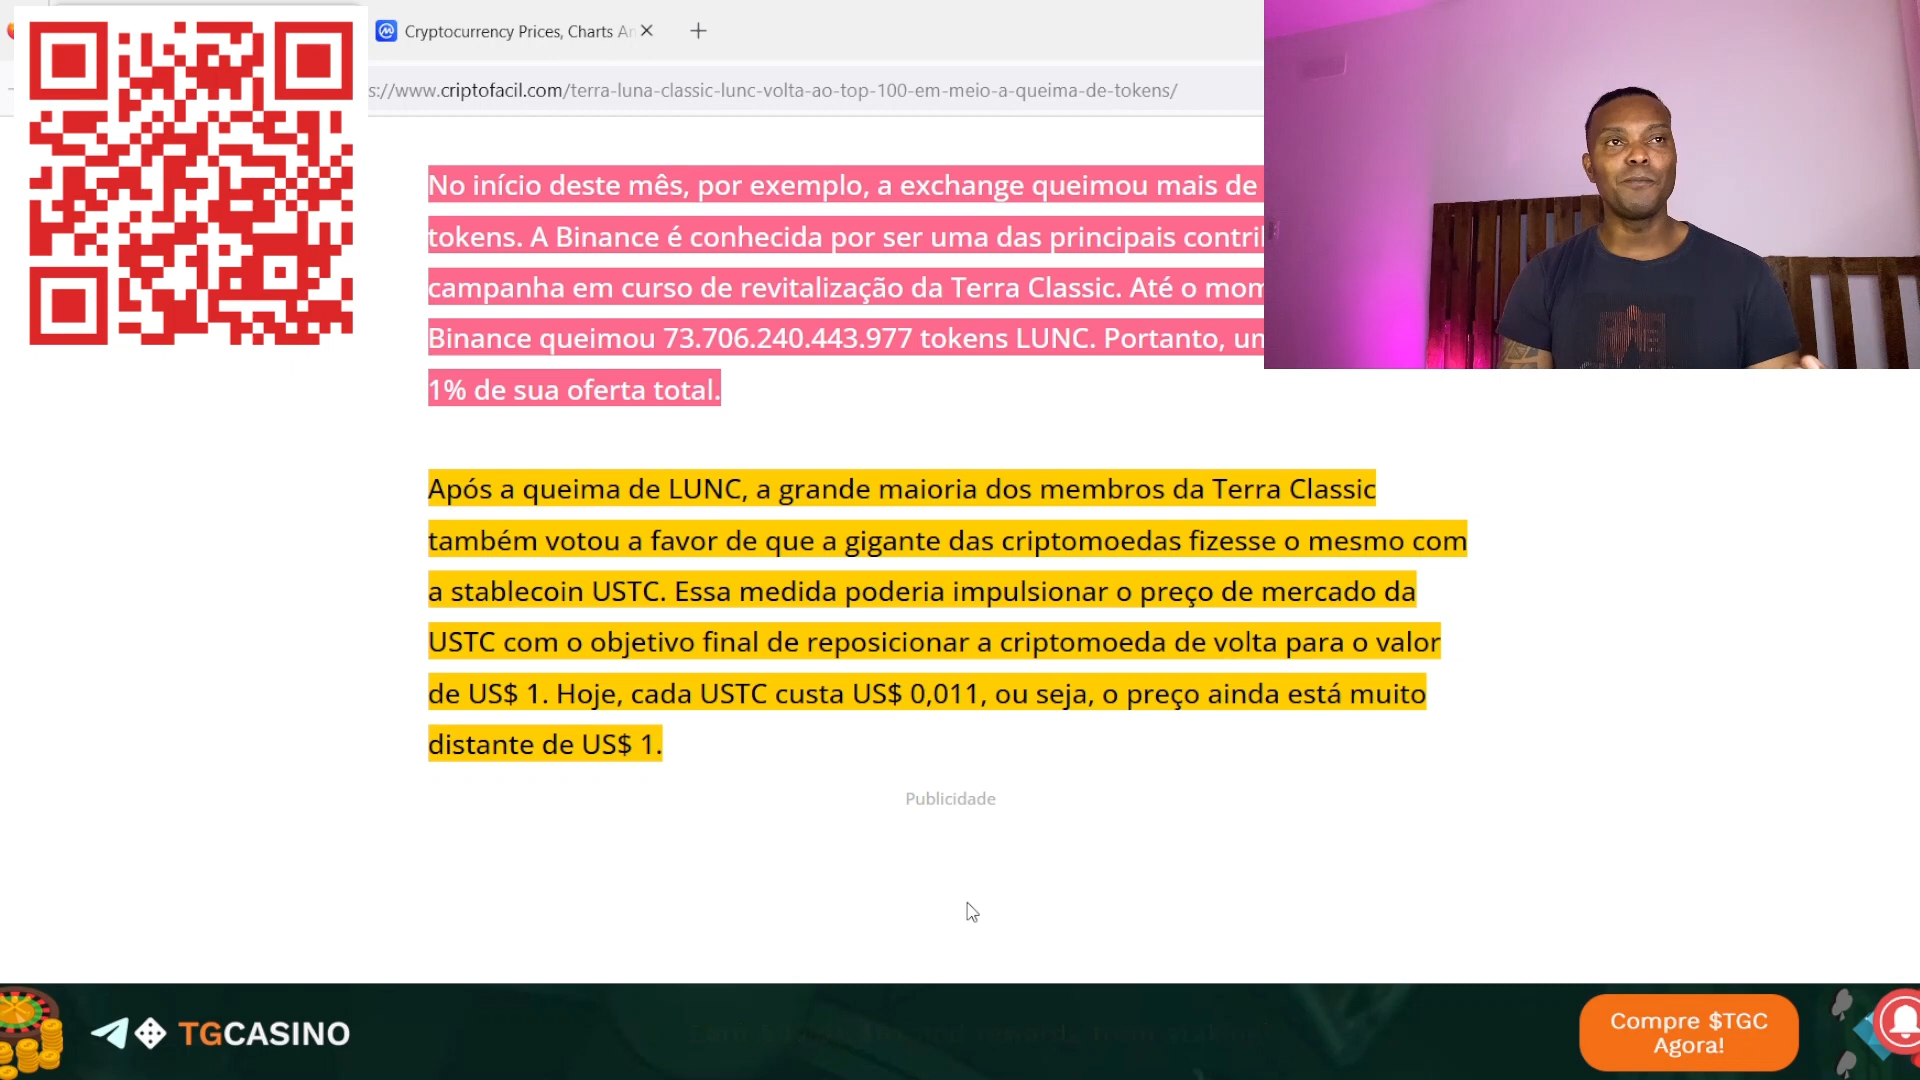 Cryptocurrency Prices, Charts An
s://www.criptofacil.com/terra-luna-classic-lunc-volta-ao-top-100-em-meio-a-queima-de-tokens/
No início deste mês, por exemplo, a exchange queimou mais de
tokens. A Binance é conhecida por ser uma das principais contri
campanha em curso de revitalização da Terra Classic. Até o mom
Binance queimou 73.706.240.443.977 tokens LUNC. Portanto, um
1% de sua oferta total.
Após a queima de LUNC, a grande maioria dos membros da Terra Classic
também votou a favor de que a gigante das criptomoedas fizesse o mesmo com
a stablecoin USTC. Essa medida poderia impulsionar o preço de mercado da
USTC com o objetivo final de reposicionar a criptomoeda de volta para o valor
de US$ 1. Hoje, cada USTC custa US$ 0,011, ou seja, o preço ainda está muito
distante de US$ 1.
Publicidade
TGCASINO
Compre $TGC
Agora!